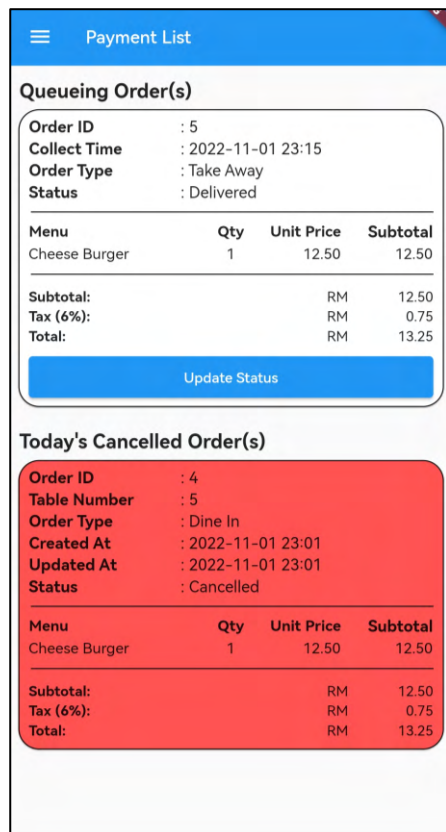 Payment List
Queueing Order(s)
Order ID : 5
Collect Time : 2022-11-01 23:15
Order Type : Take Away
Status : Delivered
Menu Qty Unit Price Subtotal
Cheese Burger 1 12.50 12.50
Subtotal: RM 12.50
Tax (6%): RM 0.75
Total: RM 13.25
Update Status
Today's Cancelled Order(s)
Order ID : 4
Table Number : 5
Order Type : Dine In
Created At : 2022-11-01 23:01
Updated At : 2022-11-01 23:01
Status : Cancelled
Menu Qty Unit Price Subtotal
Cheese Burger 1 12.50 12.50
Subtotal: RM 12.50
Tax (6%): RM 0.75
Total: RM 13.25